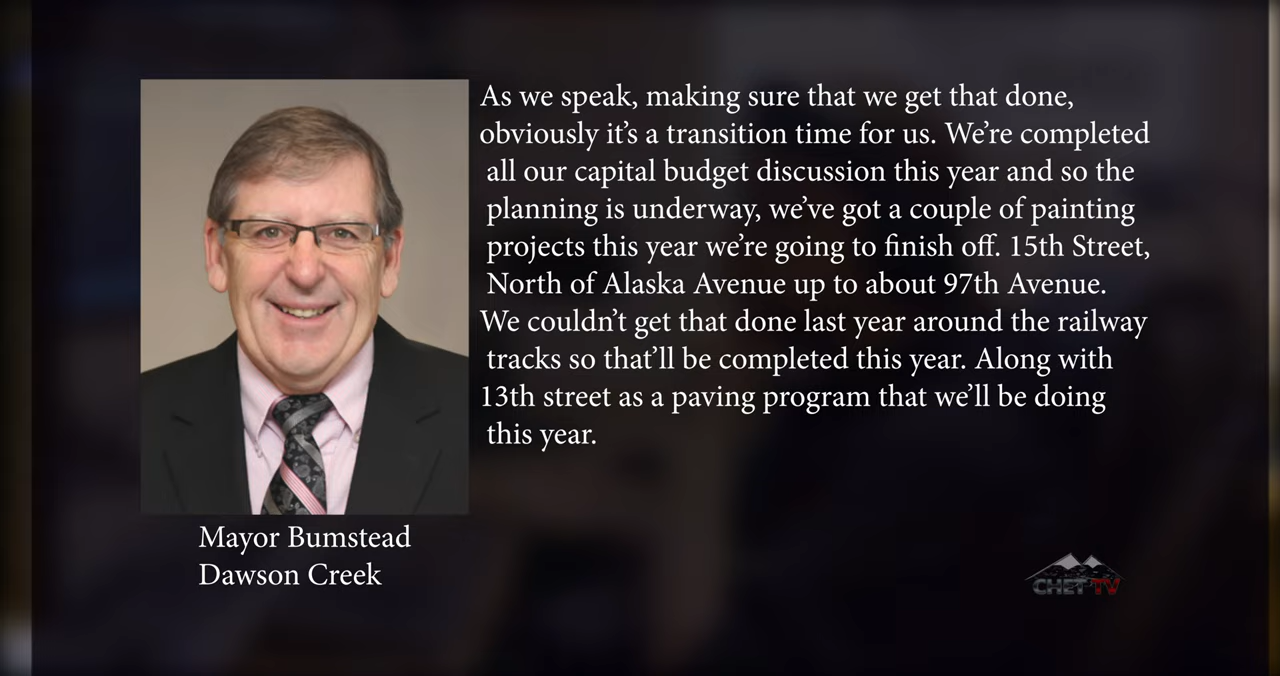 As we speak, making sure that we get that done,
obviously it's a transition time for us. We're completed
all our capital budget discussion this year and so the
planning is underway, we've got a couple of painting
projects this year we're going to finish off. 15th Street,
North of Alaska Avenue up to about 97th Avenue.
We couldn't get that done last year around the railway
tracks so that'll be completed this year. Along with
13th street as a paving program that we'll be doing
this year.
Mayor Bumstead
Dawson Creek
CHET TV